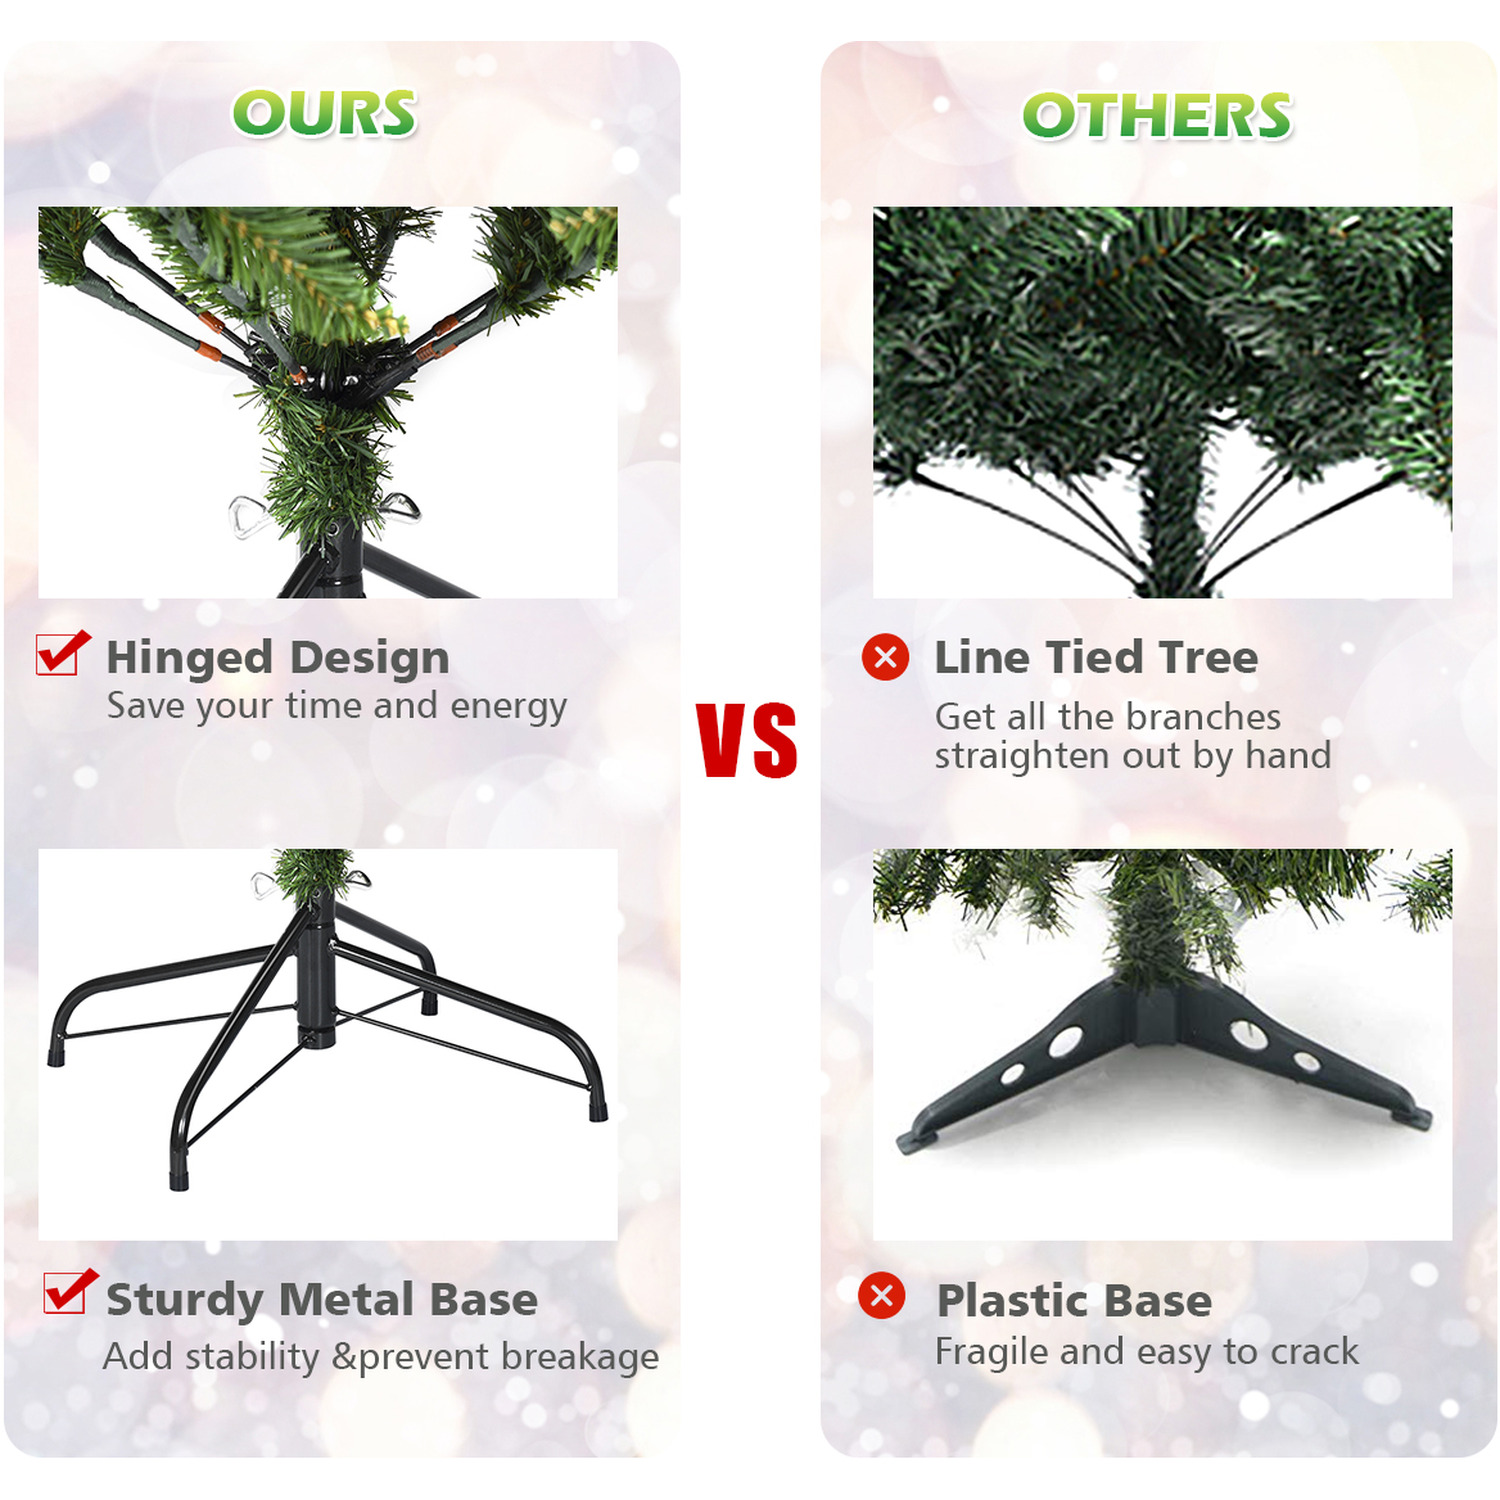 OURS
Hinged Design
Save your time and energy
Sturdy Metal Base
Add stability &prevent breakage
VS
OTHERS
Line Tied Tree
Get all the branches
straighten out by hand
Plastic Base
Fragile and easy to crack